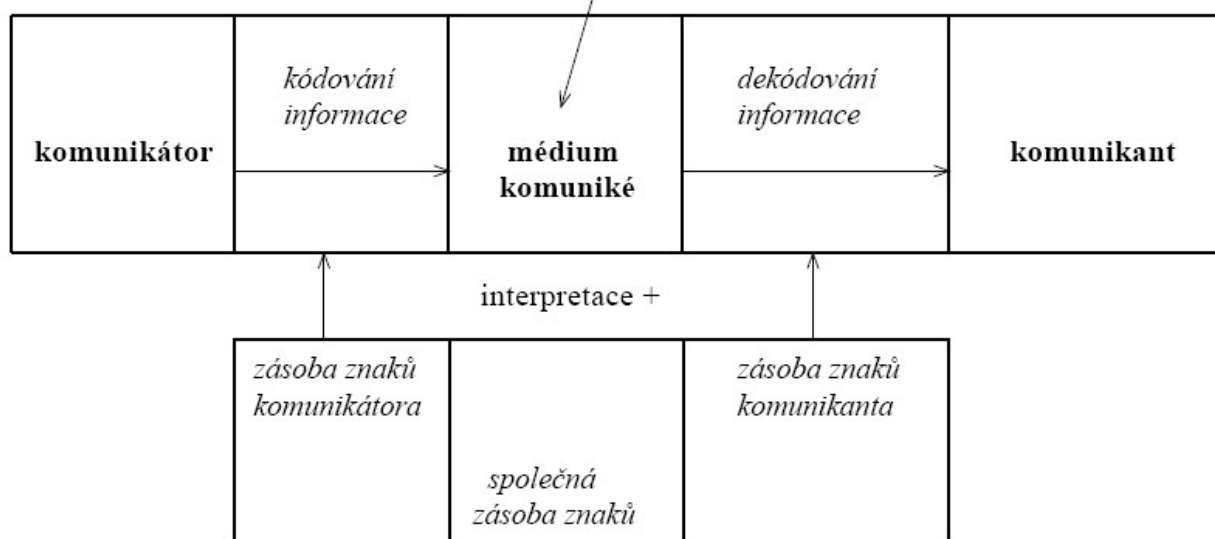 kódování
informace
dekódování
informace
komunikátor
médium
komuniké
komunikant
interpretace +
zásoba znaků
komunikátora
zásoba znaků
komunikanta
společná
zásoba znaků